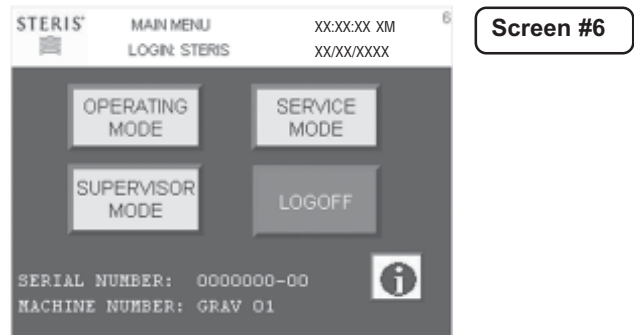 STERIS® MAIN MENU XX:XX:XX XM 6
LOGIN: STERIS XX/XX/XXXX
Screen #6
OPERATING MODE
SERVICE MODE
SUPERVISOR MODE
LOGOFF
i
SERIAL NUMBER: 0000000-00
MACHINE NUMBER: GRAV 01